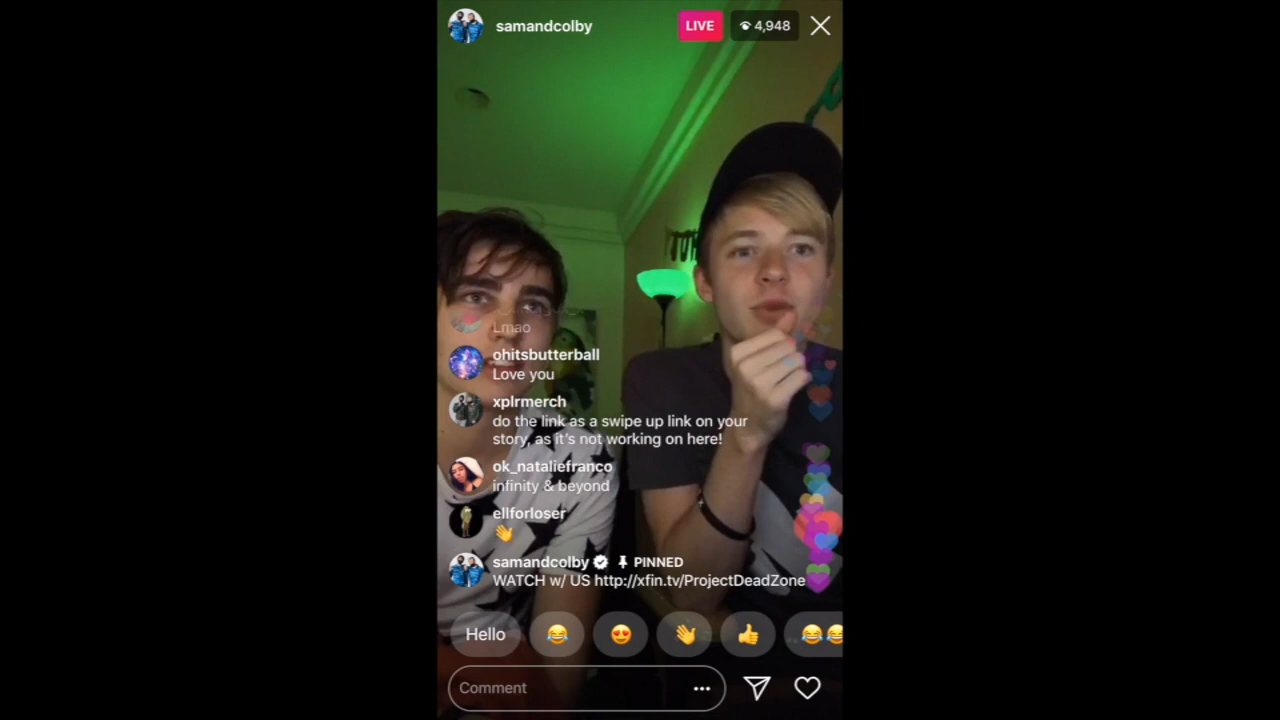 samandcolby
LIVE
4,948
Lmao
ohitsbutterball
Love you
xplrmerch
do the link as a swipe up link on your
story, as it's not working on here!
ok_nataliefranco
infinity & beyond
ellforloser
👋
samandcolby PINNED
WATCH w/ US http://xfin.tv/ProjectDeadZone
Hello 😂 😍 👋 👍 😂😂
Comment